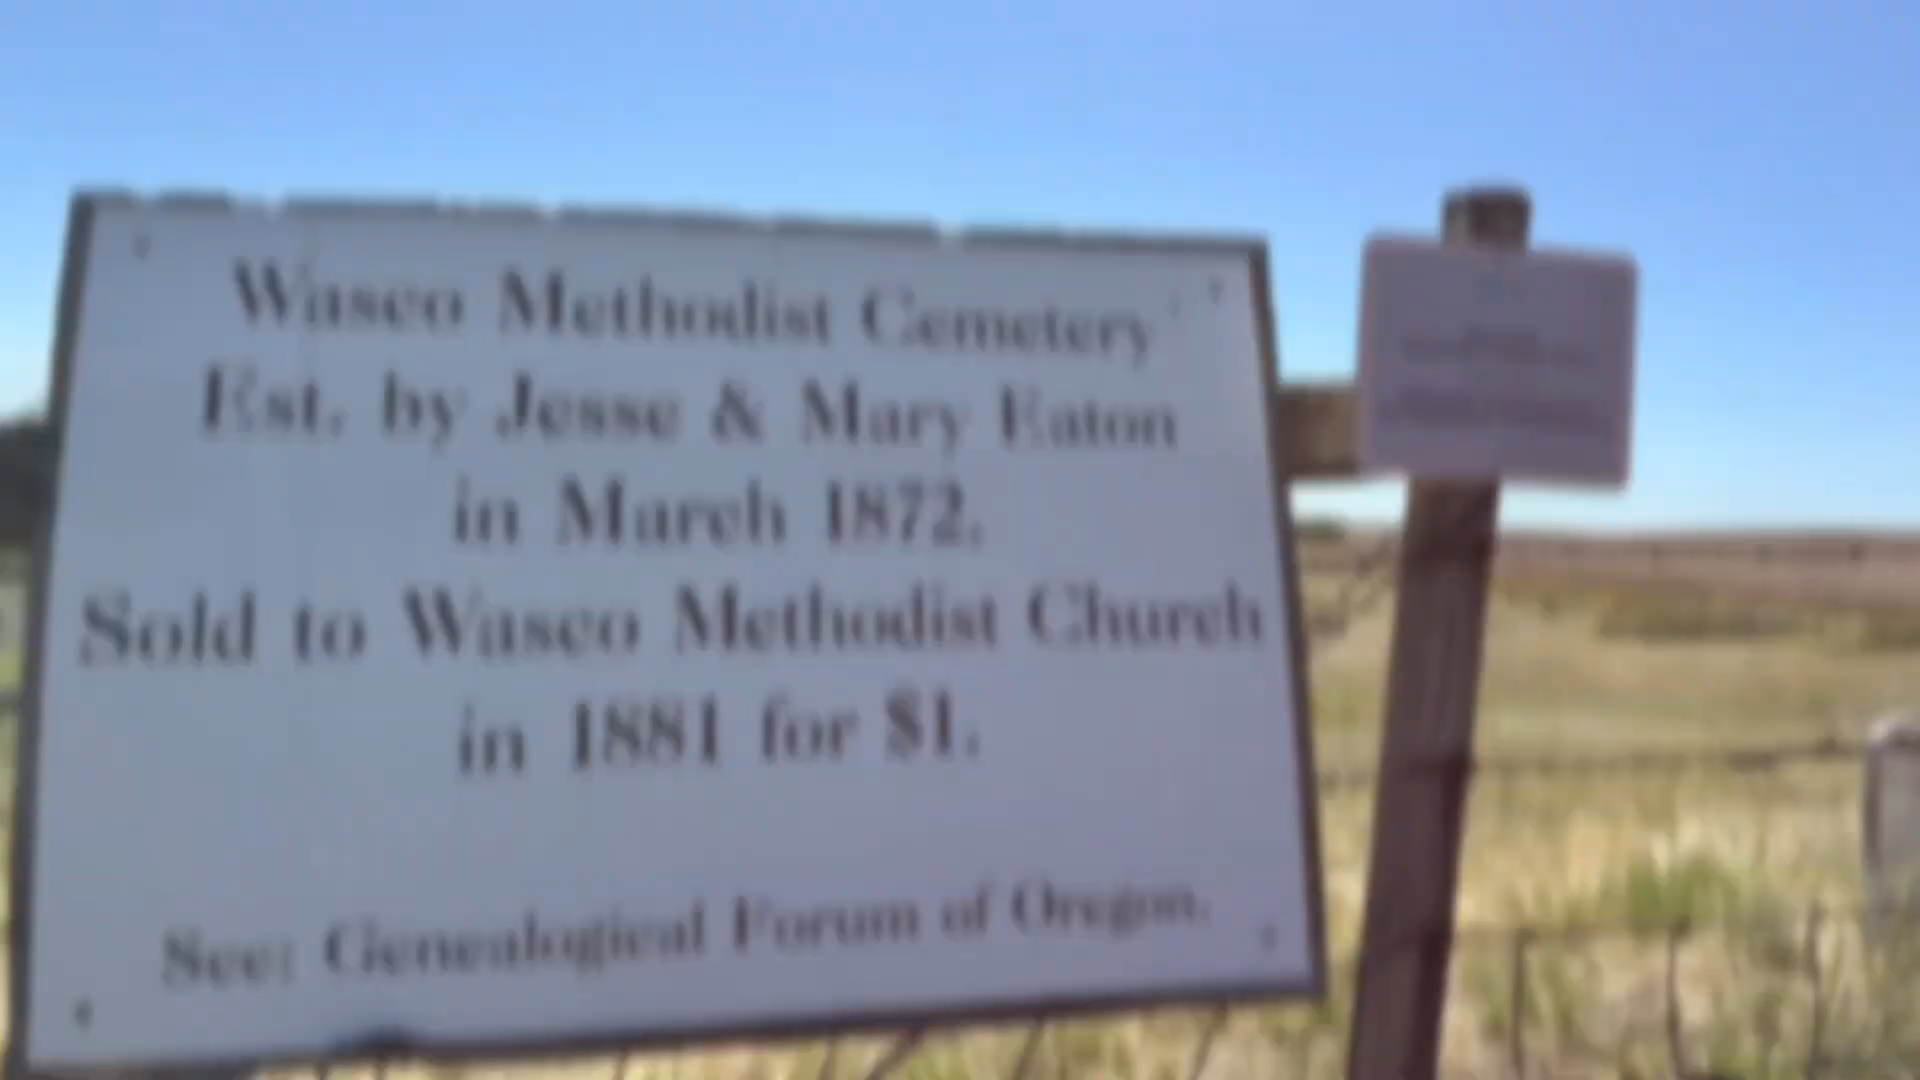 Wasco Methodist Cemetery
Est. by Jesse & Mary Eaton
in March 1872.
Sold to Wasco Methodist Church
in 1881 for $1.
See: Genealogical Forum of Oregon.